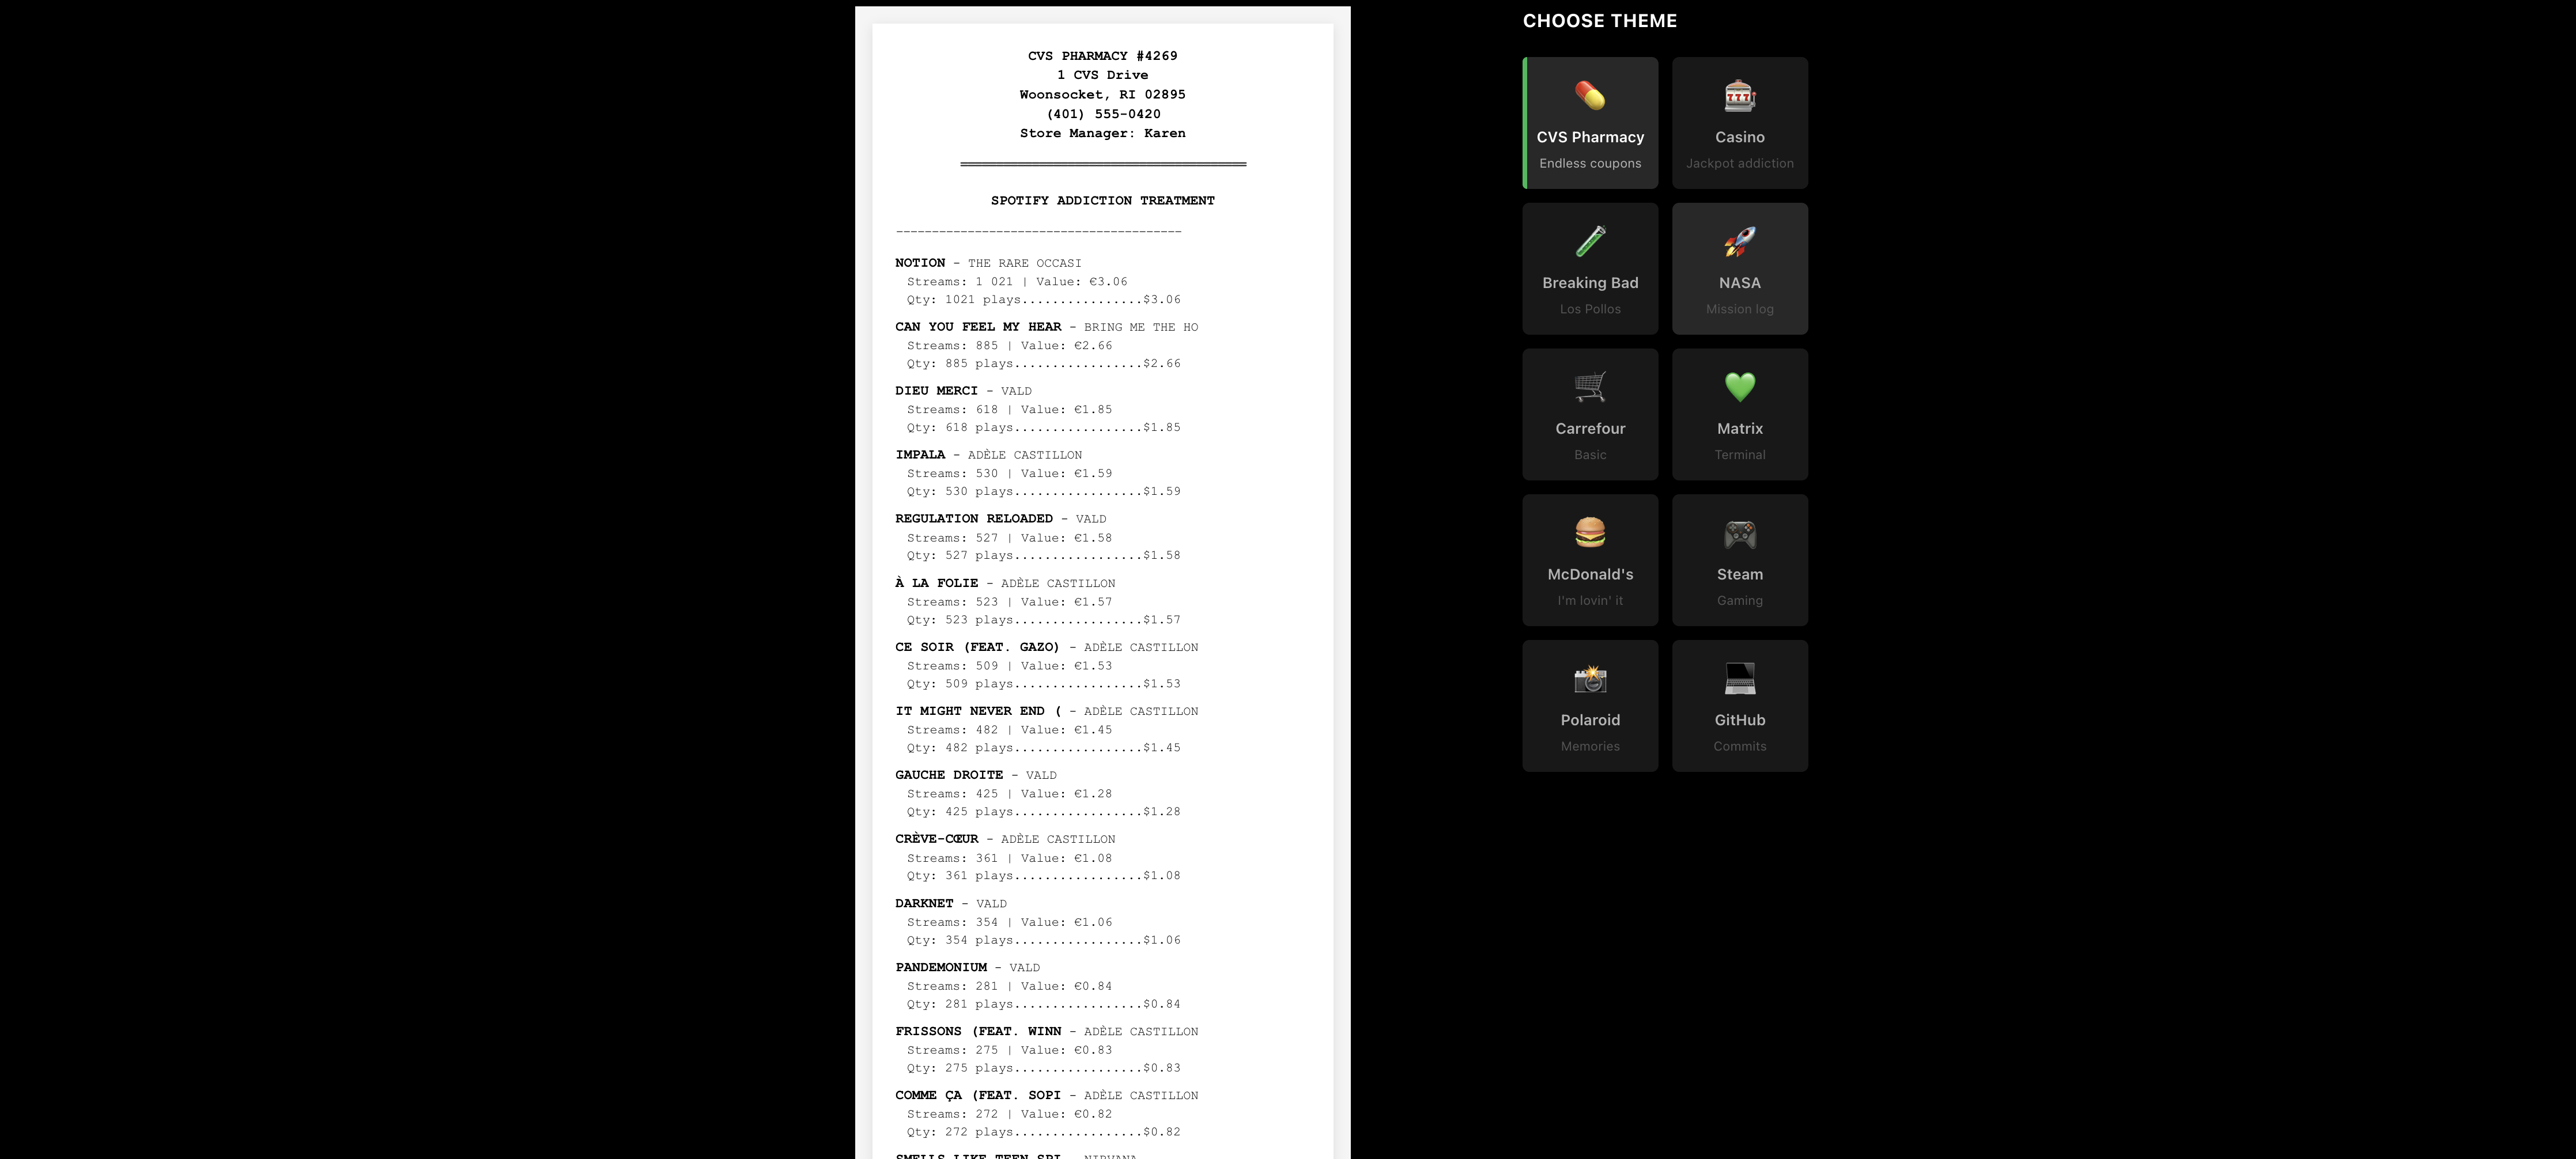 CVS PHARMACY #4269
1 CVS Drive
Woonsocket, RI 02895
(401) 555-0420
Store Manager: Karen
SPOTIFY ADDICTION TREATMENT
NOTION - THE RARE OCCASI
Streams: 1 021 | Value: €3.06
Qty: 1021 plays................$3.06
CAN YOU FEEL MY HEAR - BRING ME THE HO
Streams: 885 | Value: €2.66
Qty: 885 plays.................$2.66
DIEU MERCI - VALD
Streams: 618 | Value: €1.85
Qty: 618 plays.................$1.85
IMPALA - ADÈLE CASTILLON
Streams: 530 | Value: €1.59
Qty: 530 plays.................$1.59
REGULATION RELOADED - VALD
Streams: 527 | Value: €1.58
Qty: 527 plays.................$1.58
À LA FOLIE - ADÈLE CASTILLON
Streams: 523 | Value: €1.57
Qty: 523 plays.................$1.57
CE SOIR (FEAT. GAZO) - ADÈLE CASTILLON
Streams: 509 | Value: €1.53
Qty: 509 plays.................$1.53
IT MIGHT NEVER END ( - ADÈLE CASTILLON
Streams: 482 | Value: €1.45
Qty: 482 plays.................$1.45
GAUCHE DROITE - VALD
Streams: 425 | Value: €1.28
Qty: 425 plays.................$1.28
CRÈVE-CŒUR - ADÈLE CASTILLON
Streams: 361 | Value: €1.08
Qty: 361 plays.................$1.08
DARKNET - VALD
Streams: 354 | Value: €1.06
Qty: 354 plays.................$1.06
PANDEMONIUM - VALD
Streams: 281 | Value: €0.84
Qty: 281 plays.................$0.84
FRISSONS (FEAT. WINN - ADÈLE CASTILLON
Streams: 275 | Value: €0.83
Qty: 275 plays.................$0.83
COMME ÇA (FEAT. SOPI - ADÈLE CASTILLON
Streams: 272 | Value: €0.82
Qty: 272 plays.................$0.82
SMELLS LIKE TEEN SPI - NIRVANA
CHOOSE THEME
CVS Pharmacy
Endless coupons
Casino
Jackpot addiction
Breaking Bad
Los Pollos
NASA
Mission log
Carrefour
Basic
Matrix
Terminal
McDonald's
I'm lovin' it
Steam
Gaming
Polaroid
Memories
GitHub
Commits